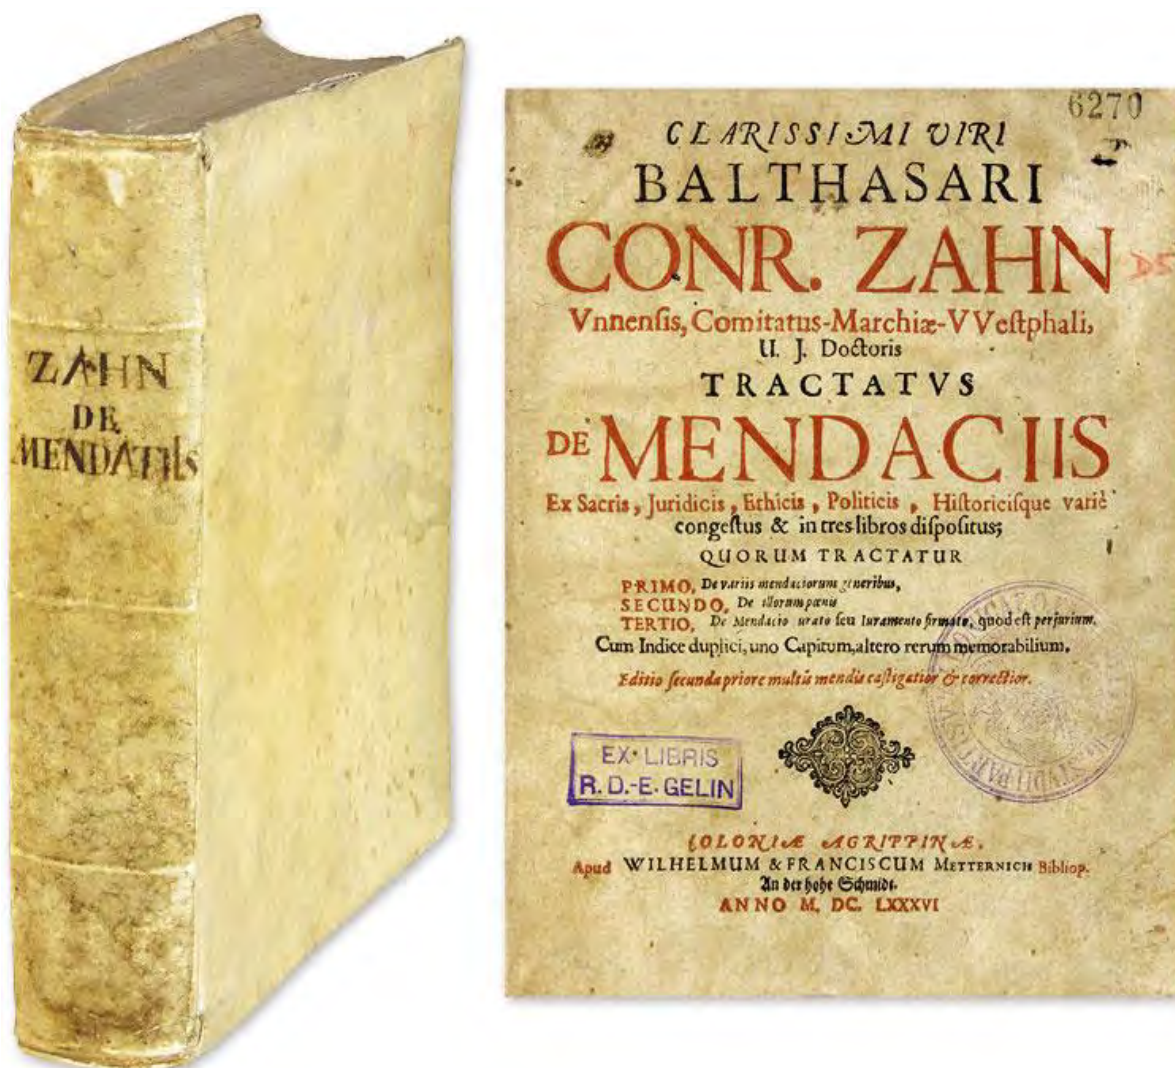 ZAHN
DE
MENDATIIS
6270
CLARISSIMI VIRI
BALTHASARI
CONR. ZAHN
Vnnenſis, Comitatus-Marchiæ-VVeſtphali,
U. J. Doctoris
TRACTATVS
DE MENDACIIS
Ex Sacris, Juridicis, Ethicis, Politicis, Hiſtoriciſque variè
congeſtus & in tres libros diſpoſitus;
QUORUM TRACTATUR
PRIMO, De variis mendaciorum generibus,
SECUNDO, De illorum pœnis
TERTIO, De Mendacio urato ſeu Iuramento firmato, quod eſt perjurium.
Cum Indice duplici, uno Capitum, altero rerum memorabilium.
Editio ſecunda priore multis mendis caſtigatior & correctior.
EX LIBRIS
R. D.-E. GELIN
COLONIÆ AGRIPPINÆ,
Apud WILHELMUM & FRANCISCUM METTERNICH Bibliop.
An der hohe Schmidt.
ANNO M. DC. LXXXVI